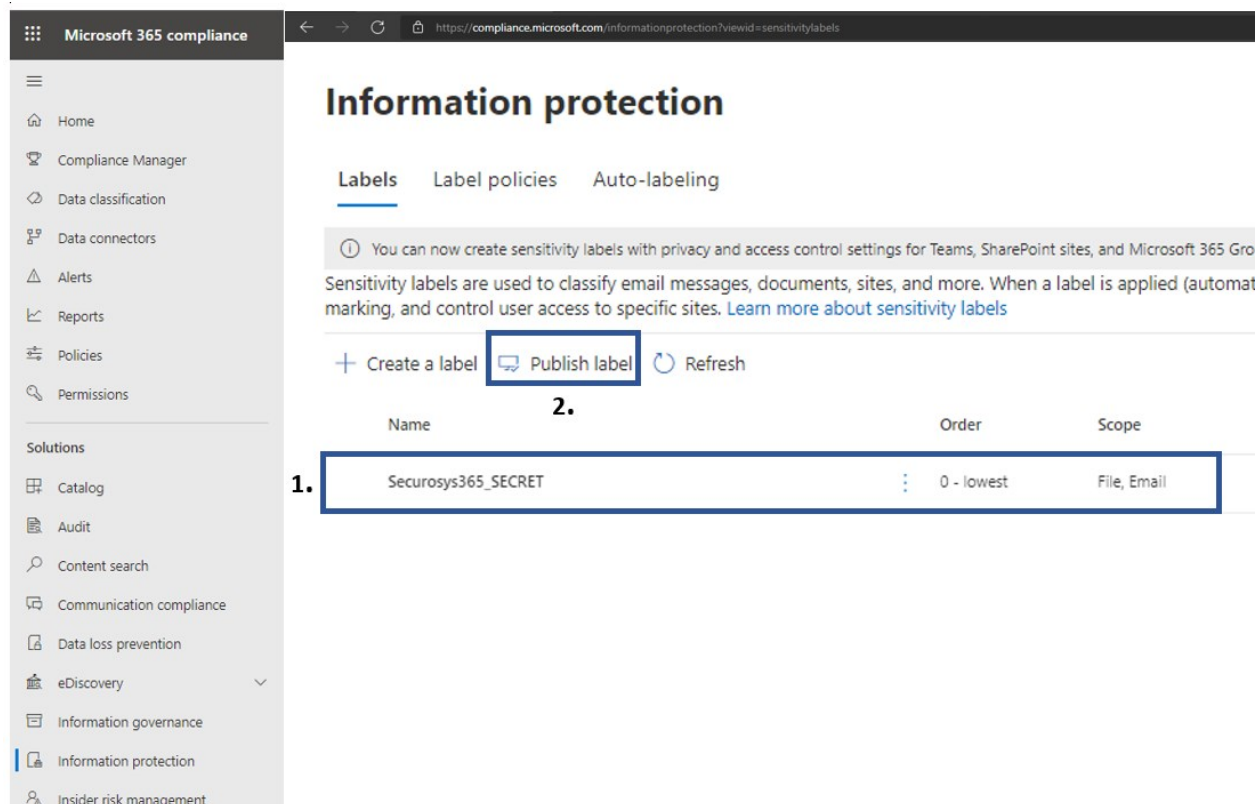 Microsoft 365 compliance
https://compliance.microsoft.com/informationprotection?viewid=sensitivitylabels
Home
Compliance Manager
Data classification
Data connectors
Alerts
Reports
Policies
Permissions
Solutions
Catalog
Audit
Content search
Communication compliance
Data loss prevention
eDiscovery
Information governance
Information protection
Insider risk management
Information protection
Labels Label policies Auto-labeling
You can now create sensitivity labels with privacy and access control settings for Teams, SharePoint sites, and Microsoft 365 Gro
Sensitivity labels are used to classify email messages, documents, sites, and more. When a label is applied (automat
marking, and control user access to specific sites. Learn more about sensitivity labels
+ Create a label Publish label Refresh
2.
Name Order Scope
1. Securosys365_SECRET 0 - lowest File, Email